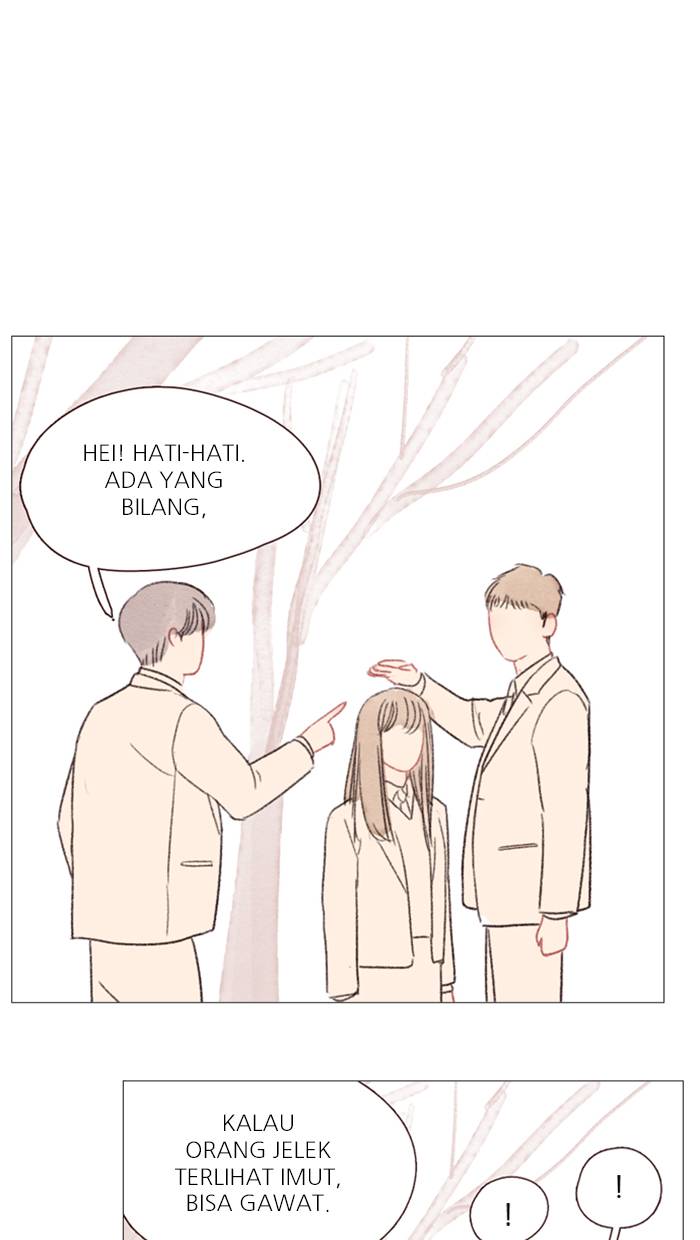 HEI! HATI-HATI.
ADA YANG
BILANG,
KALAU
ORANG JELEK
TERLIHAT IMUT,
BISA GAWAT.
!
!